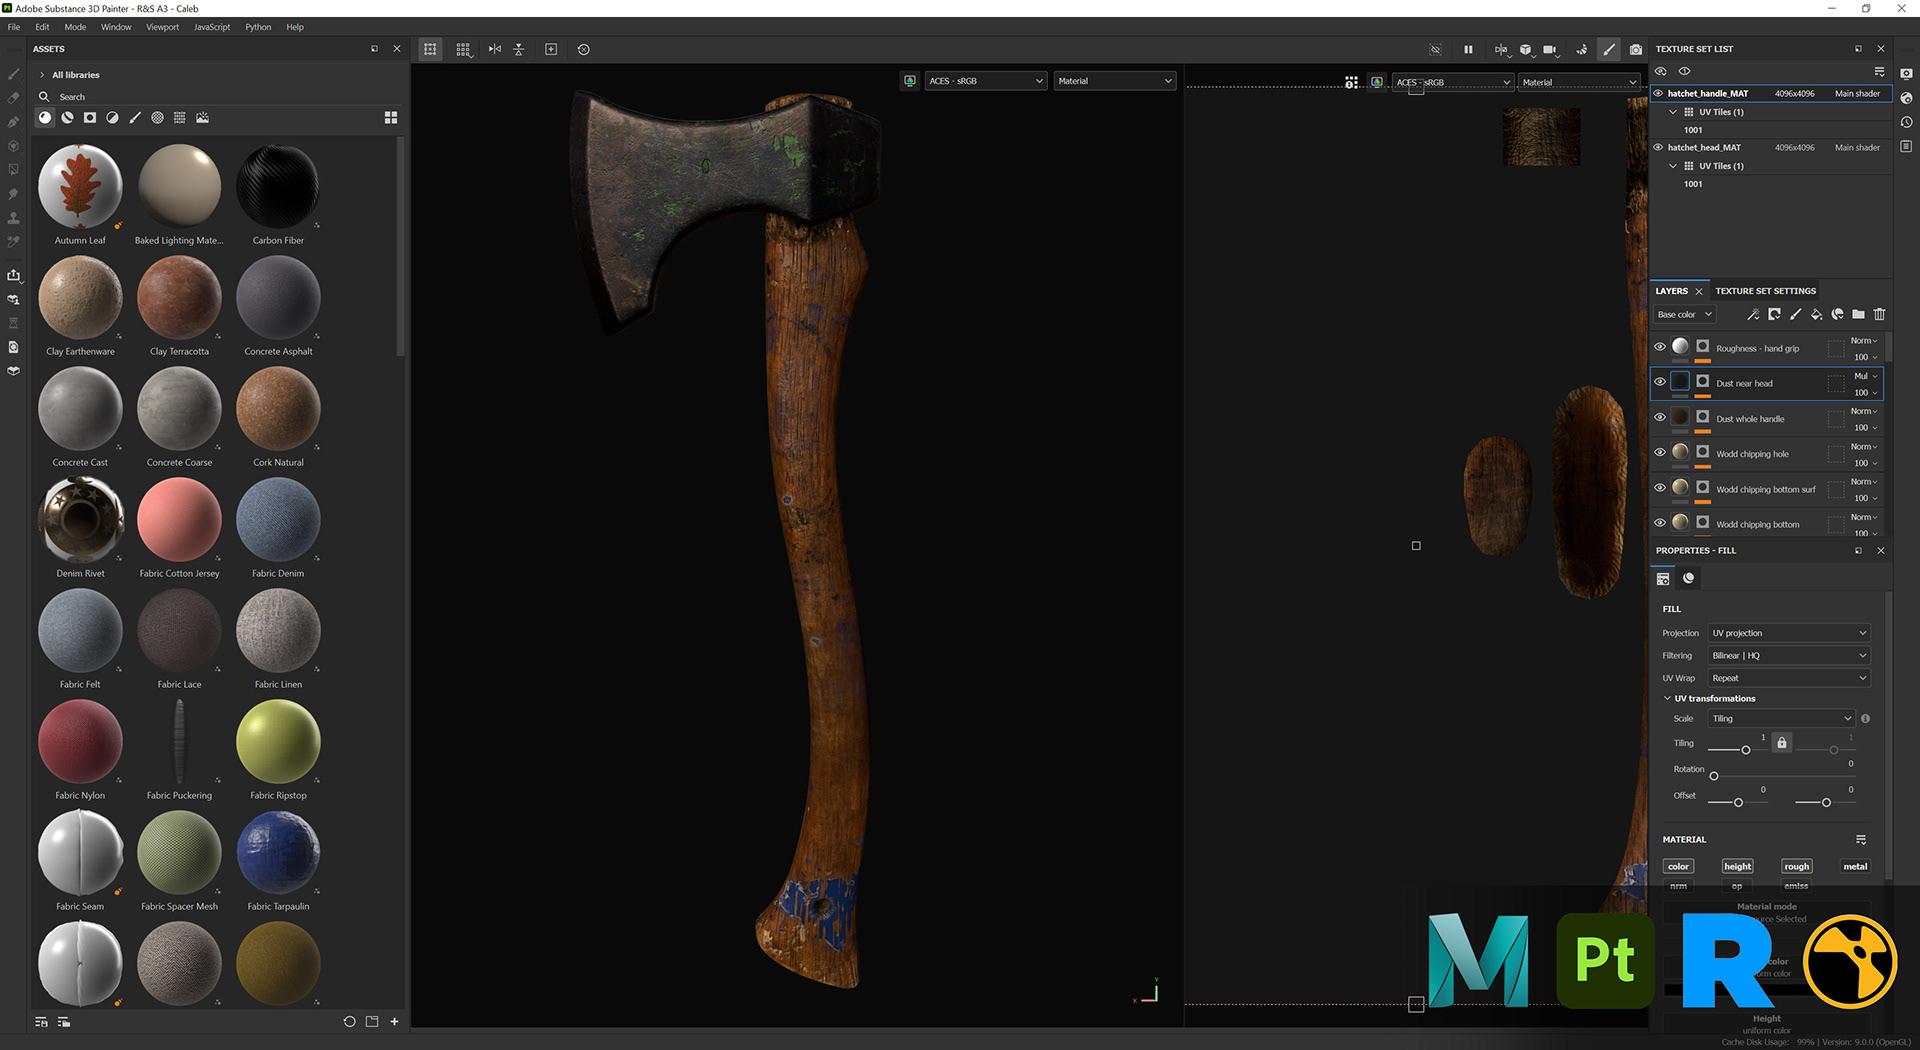 Adobe Substance 3D Painter - R&S A3 - Caleb
File Edit Mode Window Viewport JavaScript Python Help
ASSETS
All libraries
Search
Autumn Leaf
Baked Lighting Mate...
Carbon Fiber
Clay Earthenware
Clay Terracotta
Concrete Asphalt
Concrete Cast
Concrete Coarse
Cork Natural
Denim Rivet
Fabric Cotton Jersey
Fabric Denim
Fabric Felt
Fabric Lace
Fabric Linen
Fabric Nylon
Fabric Puckering
Fabric Ripstop
Fabric Seam
Fabric Spacer Mesh
Fabric Tarpaulin
ACES - sRGB
Material
ACES - sRGB
Material
Y
X
TEXTURE SET LIST
hatchet_handle_MAT 4096x4096 Main shader
UV Tiles (1)
1001
hatchet_head_MAT 4096x4096 Main shader
UV Tiles (1)
1001
LAYERS
TEXTURE SET SETTINGS
Base color
Roughness - hand grip Norm 100
Dust near head Mul 100
Dust whole handle Norm 100
Wodd chipping hole Norm 100
Wodd chipping bottom surf Norm 100
Wodd chipping bottom Norm 100
PROPERTIES - FILL
FILL
Projection UV projection
Filtering Bilinear | HQ
UV Wrap Repeat
UV transformations
Scale Tiling
Tiling 1 1
Rotation 0
Offset 0 0
MATERIAL
color height rough metal
nrm op emiss
Material mode
Selected
color
color
Height
uniform color
Cache Disk Usage: 99% | Version: 9.0.0 (OpenGL)
M
Pt
R